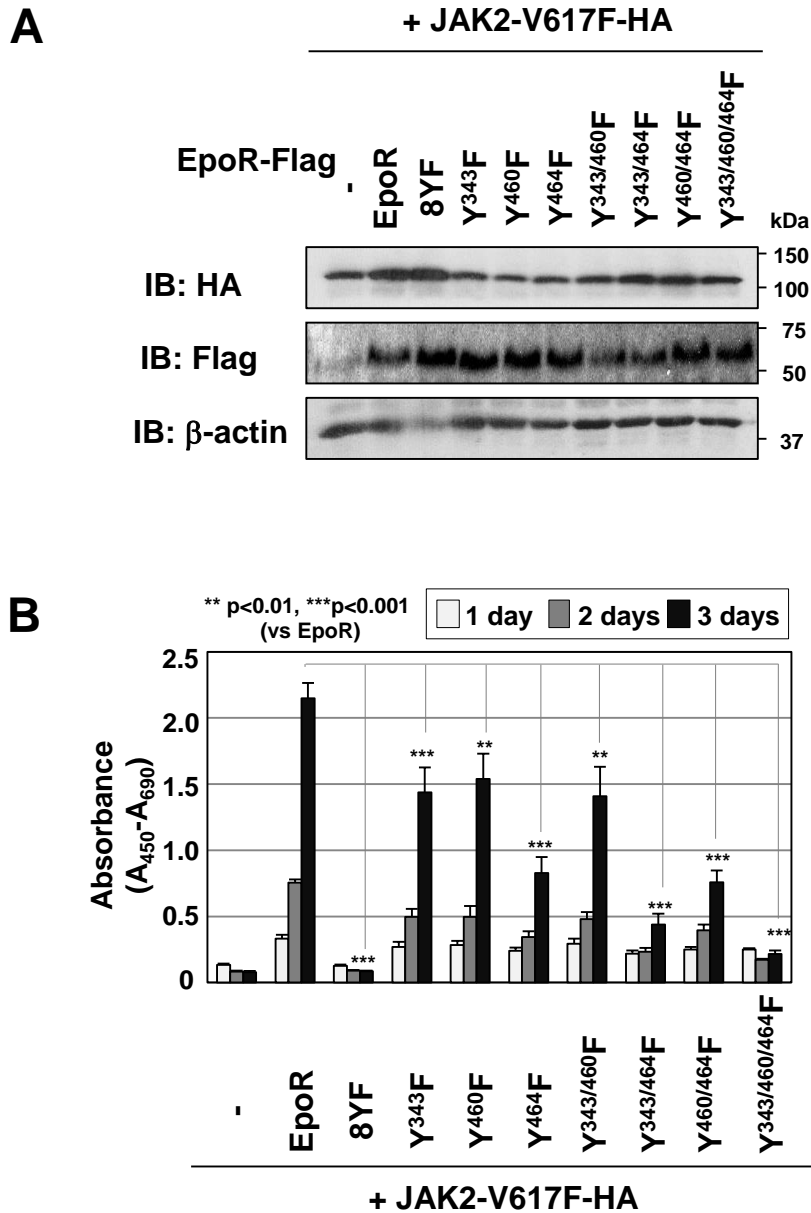 A
+ JAK2-V617F-HA
EpoR-Flag
-
EpoR
8YF
Y343F
Y460F
Y464F
Y343/460F
Y343/464F
Y460/464F
Y343/460/464F
kDa
IB: HA
150
100
IB: Flag
75
50
IB: β-actin
37
B
** p<0.01, ***p<0.001
(vs EpoR)
1 day 2 days 3 days
Absorbance
(A450-A690)
2.5
2.0
1.5
1.0
0.5
0
***
***
**
***
**
***
***
***
-
EpoR
8YF
Y343F
Y460F
Y464F
Y343/460F
Y343/464F
Y460/464F
Y343/460/464F
+ JAK2-V617F-HA